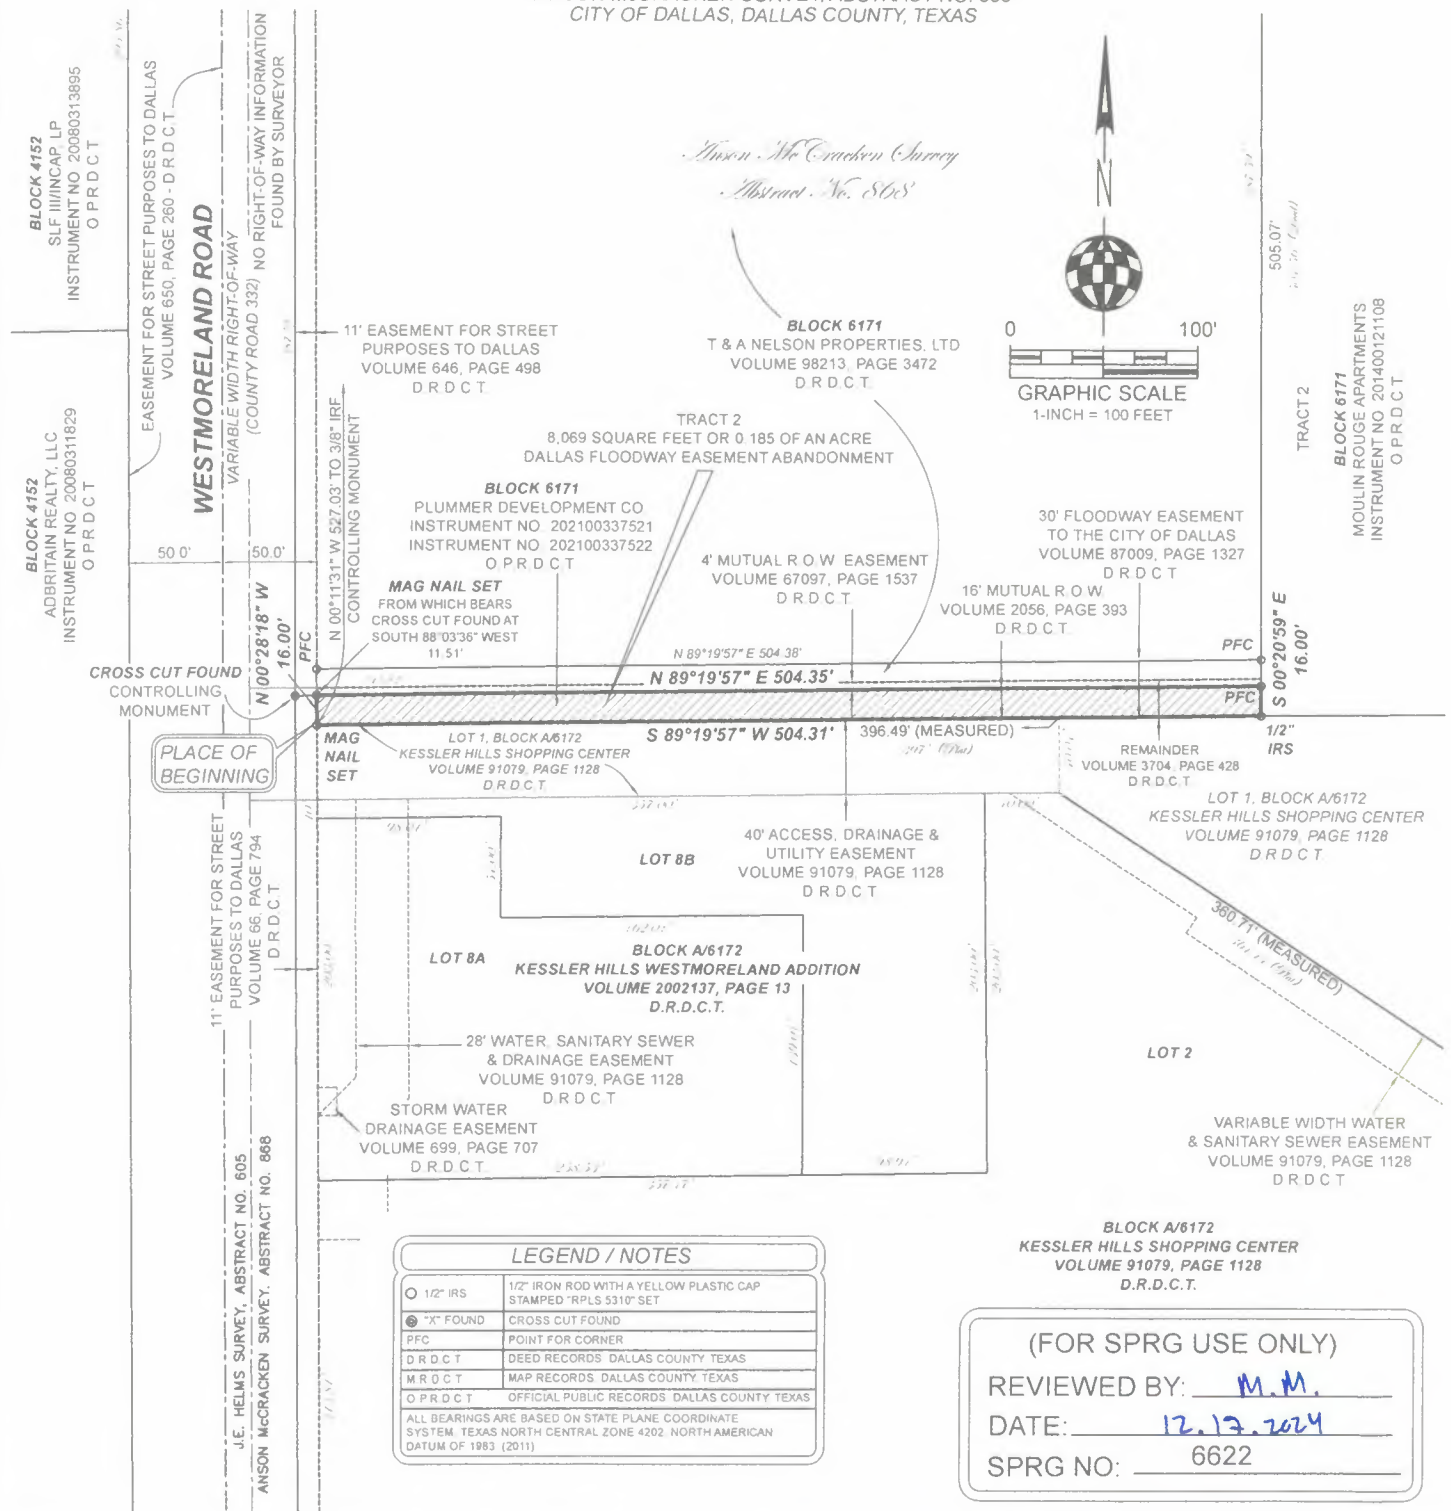 CITY OF DALLAS, DALLAS COUNTY, TEXAS
BLOCK 4152
SLF III/INCAP, LP
INSTRUMENT NO 20080313895
O P R D C T
EASEMENT FOR STREET PURPOSES TO DALLAS
VOLUME 650, PAGE 260 - D R D C T
WESTMORELAND ROAD
VARIABLE WIDTH RIGHT-OF-WAY
(COUNTY ROAD 332)
NO RIGHT-OF-WAY INFORMATION
FOUND BY SURVEYOR
Anson McCracken Survey
Abstract No. 868
N
0 100'
GRAPHIC SCALE
1-INCH = 100 FEET
505.07'
TRACT 2
BLOCK 6171
MOULIN ROUGE APARTMENTS
INSTRUMENT NO 201400121108
O P R D C T
11' EASEMENT FOR STREET
PURPOSES TO DALLAS
VOLUME 646, PAGE 498
D R D C T
BLOCK 6171
T & A NELSON PROPERTIES, LTD
VOLUME 98213, PAGE 3472
D R D C T
TRACT 2
8,069 SQUARE FEET OR 0.185 OF AN ACRE
DALLAS FLOODWAY EASEMENT ABANDONMENT
BLOCK 4152
ADBRITAIN REALTY, LLC
INSTRUMENT NO 20080311829
O P R D C T
50.0'
50.0'
N 00°11'31" W 527.03' TO 3/8" IRF
CONTROLLING MONUMENT
BLOCK 6171
PLUMMER DEVELOPMENT CO
INSTRUMENT NO 202100337521
INSTRUMENT NO 202100337522
O P R D C T
MAG NAIL SET
FROM WHICH BEARS
CROSS CUT FOUND AT
SOUTH 88°03'36" WEST
11.51'
4' MUTUAL R O W EASEMENT
VOLUME 67097, PAGE 1537
D R D C T
30' FLOODWAY EASEMENT
TO THE CITY OF DALLAS
VOLUME 87009, PAGE 1327
D R D C T
16' MUTUAL R O W
VOLUME 2056, PAGE 393
D R D C T
N 00°28'18" W
16.00'
PFC
CROSS CUT FOUND
CONTROLLING
MONUMENT
N 89°19'57" E 504.38'
N 89°19'57" E 504.35'
PFC
PFC
S 00°20'59" E
16.00'
PLACE OF
BEGINNING
MAG
NAIL
SET
LOT 1, BLOCK A/6172
KESSLER HILLS SHOPPING CENTER
VOLUME 91079, PAGE 1128
D R D C T
S 89°19'57" W 504.31'
396.49' (MEASURED)
REMAINDER
VOLUME 3704, PAGE 428
D R D C T
1/2"
IRS
LOT 1, BLOCK A/6172
KESSLER HILLS SHOPPING CENTER
VOLUME 91079, PAGE 1128
D R D C T
11' EASEMENT FOR STREET
PURPOSES TO DALLAS
VOLUME 66, PAGE 794
D R D C T
LOT 8B
40' ACCESS, DRAINAGE &
UTILITY EASEMENT
VOLUME 91079, PAGE 1128
D R D C T
360.71' (MEASURED)
LOT 8A
BLOCK A/6172
KESSLER HILLS WESTMORELAND ADDITION
VOLUME 2002137, PAGE 13
D.R.D.C.T.
28' WATER, SANITARY SEWER
& DRAINAGE EASEMENT
VOLUME 91079, PAGE 1128
D R D C T
LOT 2
STORM WATER
DRAINAGE EASEMENT
VOLUME 699, PAGE 707
D R D C T
VARIABLE WIDTH WATER
& SANITARY SEWER EASEMENT
VOLUME 91079, PAGE 1128
D R D C T
J.E. HELMS SURVEY, ABSTRACT NO. 605
ANSON McCRACKEN SURVEY, ABSTRACT NO. 868
BLOCK A/6172
KESSLER HILLS SHOPPING CENTER
VOLUME 91079, PAGE 1128
D.R.D.C.T.
LEGEND / NOTES
1/2" IRS 1/2" IRON ROD WITH A YELLOW PLASTIC CAP
STAMPED "RPLS 5310" SET
"X" FOUND CROSS CUT FOUND
PFC POINT FOR CORNER
D R D C T DEED RECORDS DALLAS COUNTY TEXAS
M R D C T MAP RECORDS DALLAS COUNTY TEXAS
O P R D C T OFFICIAL PUBLIC RECORDS DALLAS COUNTY TEXAS
ALL BEARINGS ARE BASED ON STATE PLANE COORDINATE
SYSTEM, TEXAS NORTH CENTRAL ZONE 4202 NORTH AMERICAN
DATUM OF 1983 (2011)
(FOR SPRG USE ONLY)
REVIEWED BY: M.M.
DATE: 12.17.2024
SPRG NO: 6622